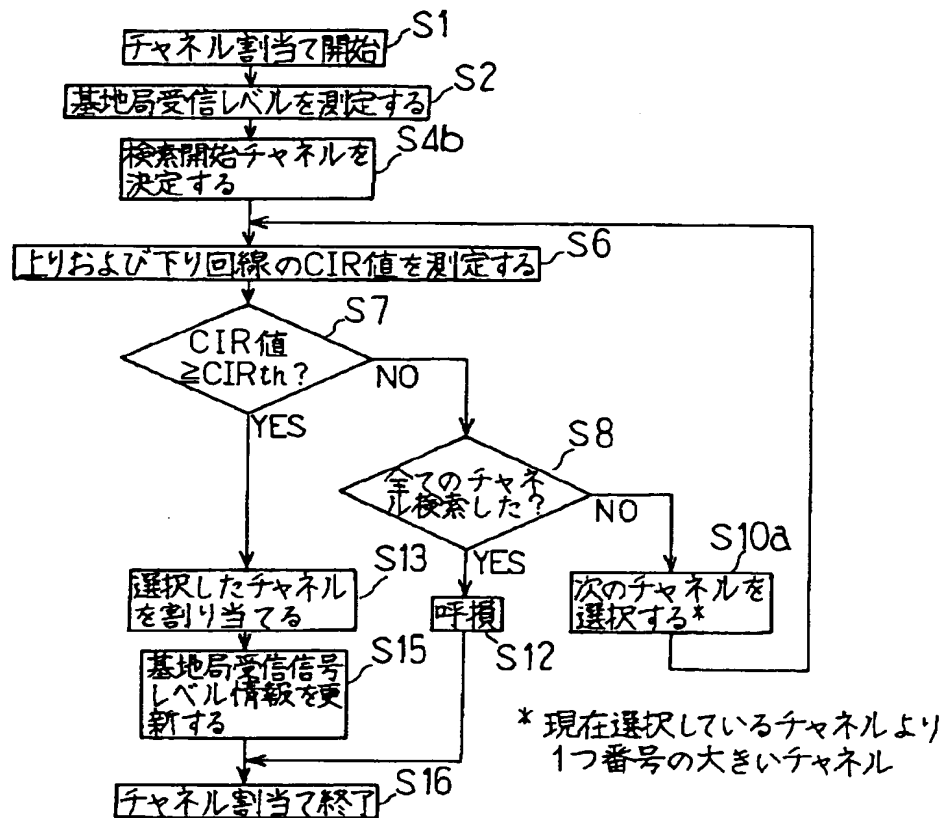 S1
チャネル割当て開始
S2
基地局受信レベルを測定する
S4b
検索開始チャネルを
決定する
S6
上りおよび下り回線のCIR値を測定する
S7
CIR値
≧CIRth?
NO
YES
S8
全てのチャネ
ル検索した?
NO
YES
S10a
次のチャネルを
選択する*
S13
選択したチャネル
を割り当てる
呼損
S12
S15
基地局受信信号
レベル情報を更
新する
* 現在選択しているチャネルより
1つ番号の大きいチャネル
S16
チャネル割当て終了